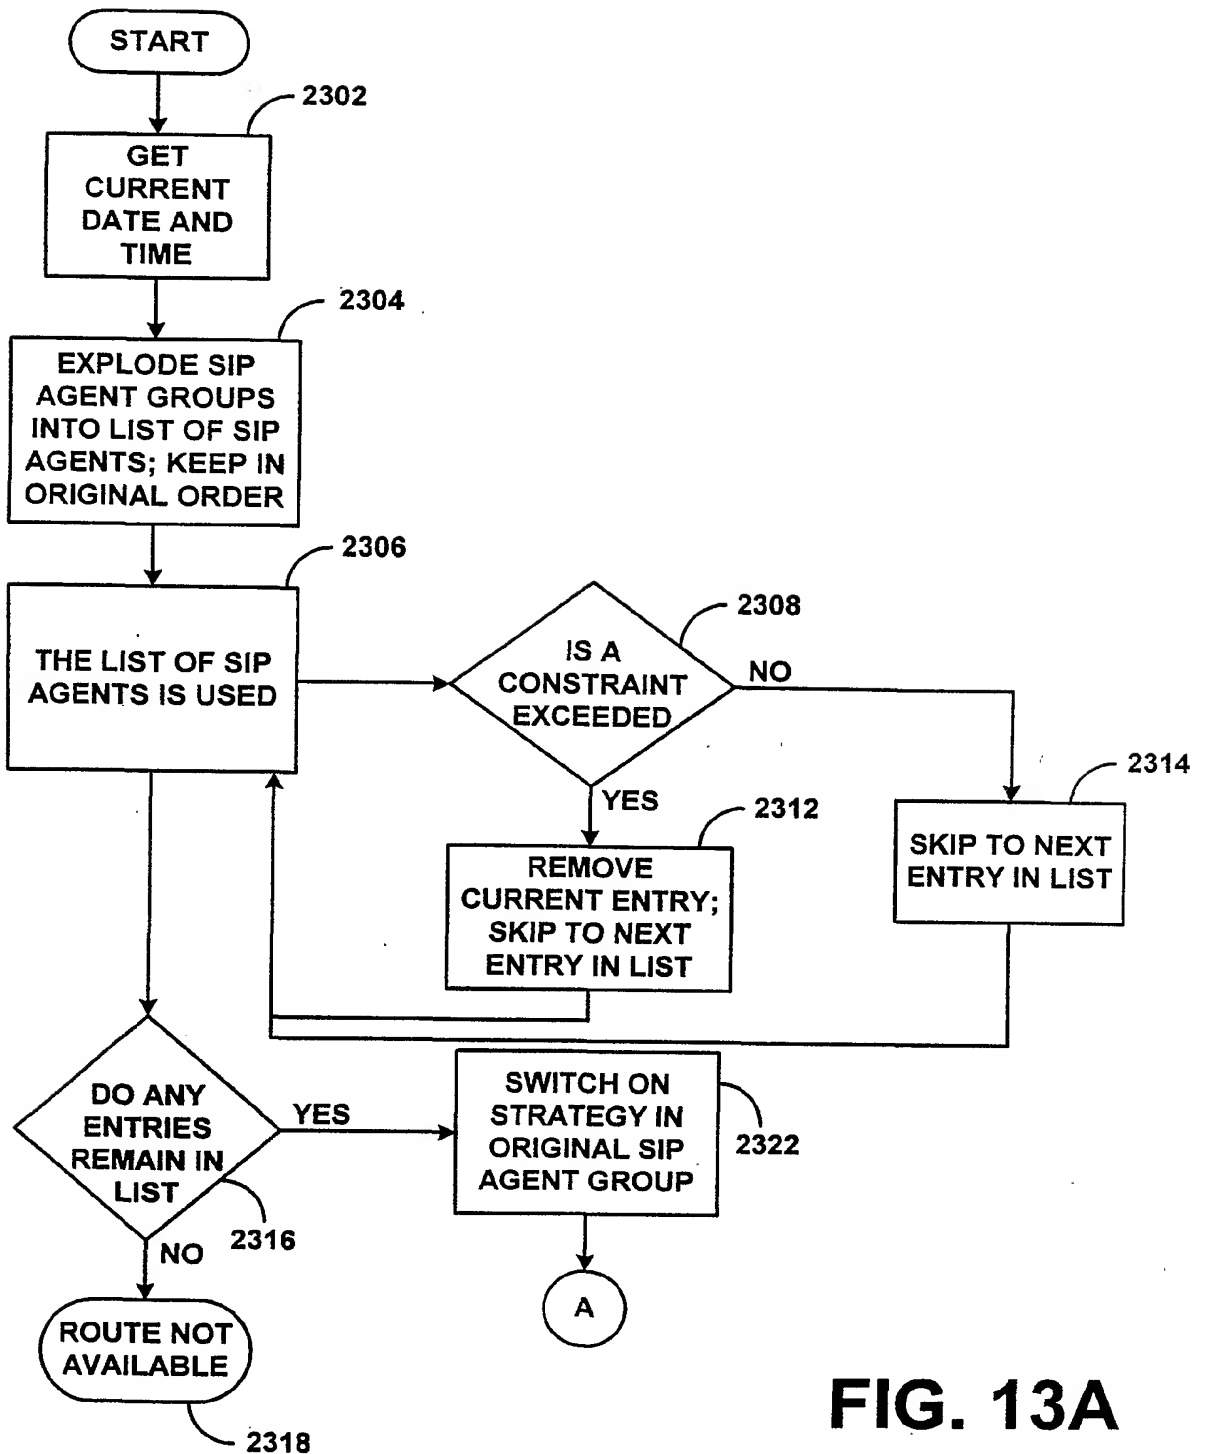 START
2302
GET
CURRENT
DATE AND
TIME
2304
EXPLODE SIP
AGENT GROUPS
INTO LIST OF SIP
AGENTS; KEEP IN
ORIGINAL ORDER
2306
THE LIST OF SIP
AGENTS IS USED
2308
IS A
CONSTRAINT
EXCEEDED
NO
YES
2314
SKIP TO NEXT
ENTRY IN LIST
2312
REMOVE
CURRENT ENTRY;
SKIP TO NEXT
ENTRY IN LIST
DO ANY
ENTRIES
REMAIN IN
LIST
2316
YES
NO
SWITCH ON
STRATEGY IN
ORIGINAL SIP
AGENT GROUP
2322
A
ROUTE NOT
AVAILABLE
2318
FIG. 13A